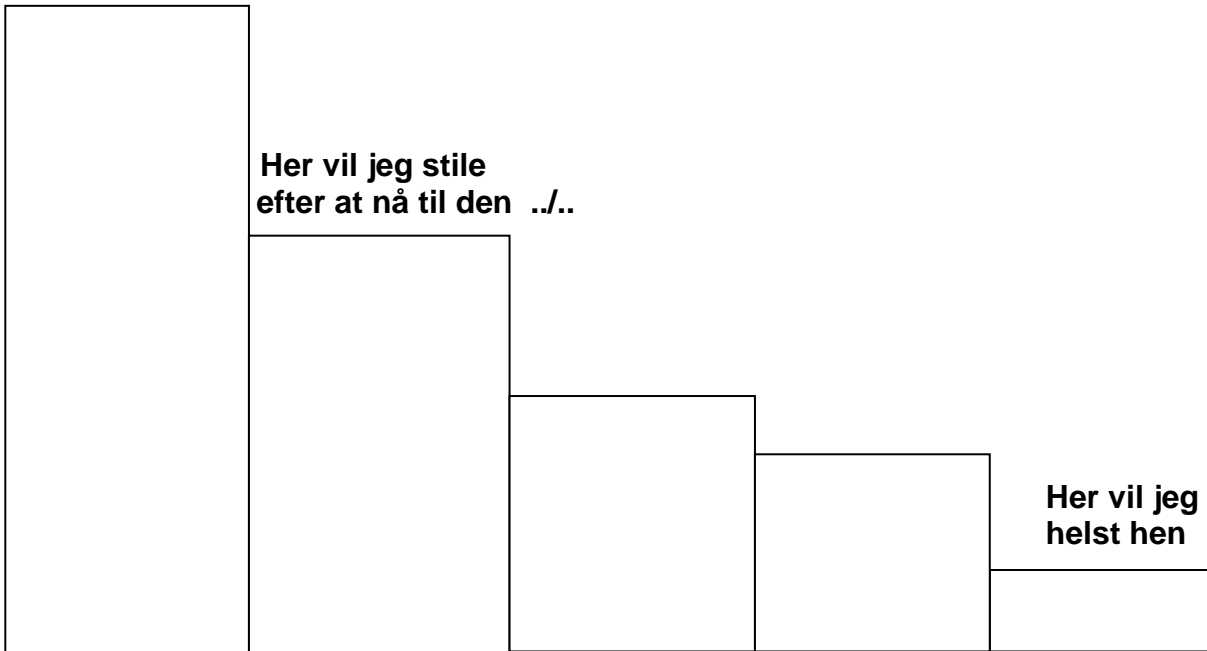 Her vil jeg stile
efter at nå til den ../..
Her vil jeg
helst hen